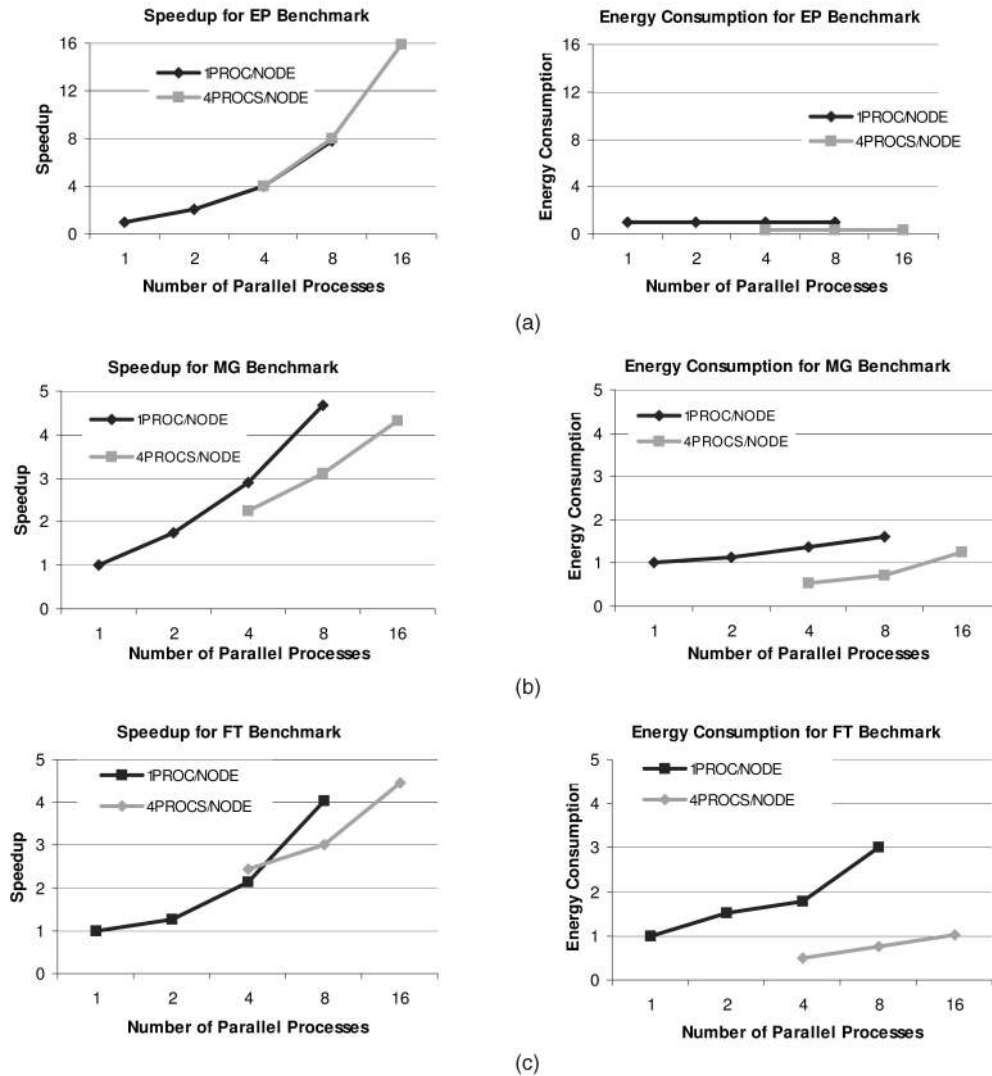 Speedup for EP Benchmark
16
12
8
4
0
Speedup
1PROC/NODE
4PROCS/NODE
1 2 4 8 16
Number of Parallel Processes
Energy Consumption for EP Benchmark
16
12
8
4
0
Energy Consumption
1PROC/NODE
4PROCS/NODE
1 2 4 8 16
Number of Parallel Processes
(a)
Speedup for MG Benchmark
5
4
3
2
1
0
Speedup
1PROC/NODE
4PROCS/NODE
1 2 4 8 16
Number of Parallel Processes
Energy Consumption for MG Benchmark
5
4
3
2
1
0
Energy Consumption
1PROC/NODE
4PROCS/NODE
1 2 4 8 16
Number of Parallel Processes
(b)
Speedup for FT Benchmark
5
4
3
2
1
0
Speedup
1PROC/NODE
4PROCS/NODE
1 2 4 8 16
Number of Parallel Processes
Energy Consumption for FT Bechmark
5
4
3
2
1
0
Energy Consumption
1PROC/NODE
4PROCS/NODE
1 2 4 8 16
Number of Parallel Processes
(c)